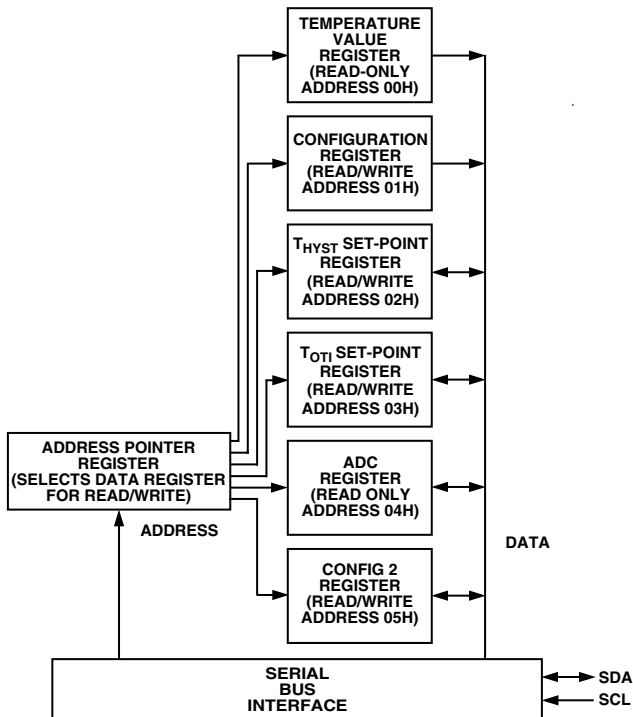 TEMPERATURE
VALUE
REGISTER
(READ-ONLY
ADDRESS 00H)
CONFIGURATION
REGISTER
(READ/WRITE
ADDRESS 01H)
THYST SET-POINT
REGISTER
(READ/WRITE
ADDRESS 02H)
TOTI SET-POINT
REGISTER
(READ/WRITE
ADDRESS 03H)
ADDRESS POINTER
REGISTER
(SELECTS DATA REGISTER
FOR READ/WRITE)
ADC
REGISTER
(READ ONLY
ADDRESS 04H)
ADDRESS
DATA
CONFIG 2
REGISTER
(READ/WRITE
ADDRESS 05H)
SERIAL
BUS
INTERFACE
SDA
SCL